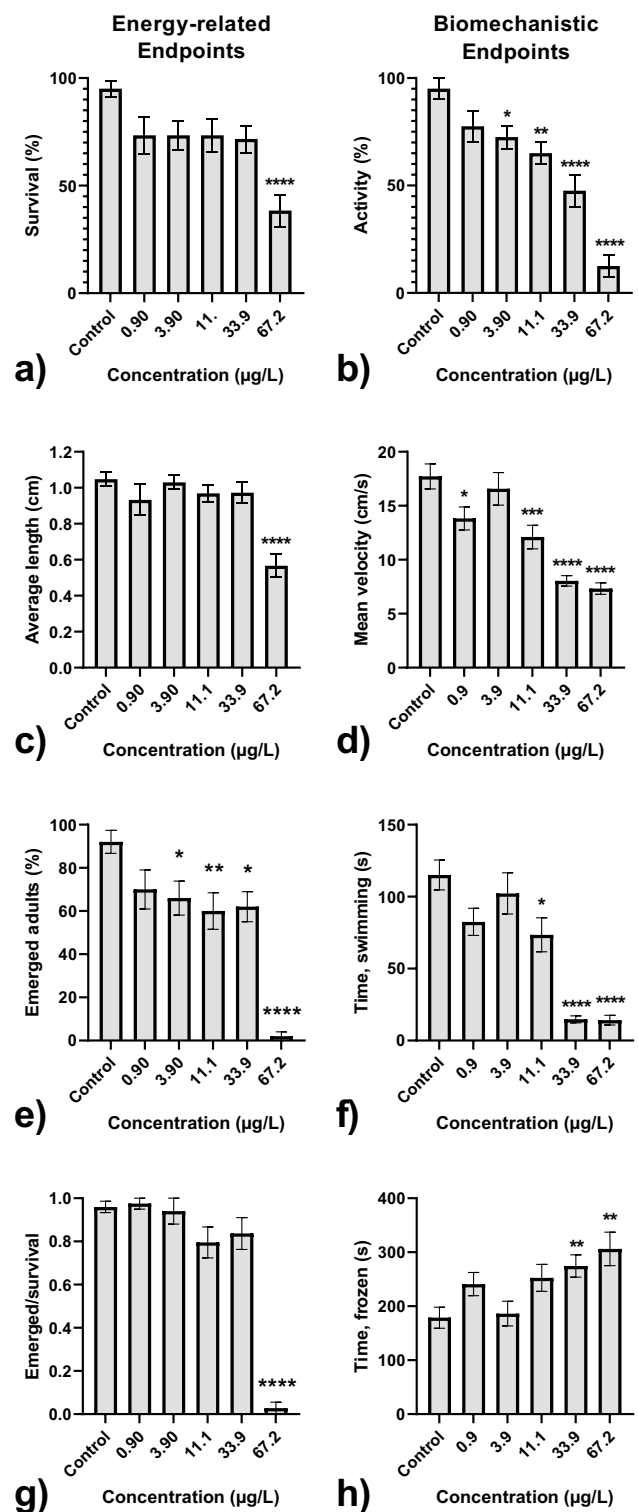 Energy-related
Endpoints
Biomechanistic
Endpoints
100
50
0
Survival (%)
****
Control
0.90
3.90
11.
33.9
67.2
Concentration (µg/L)
a)
100
50
0
Activity (%)
*
**
****
****
Control
0.90
3.90
11.1
33.9
67.2
Concentration (µg/L)
b)
1.2
1.0
0.8
0.6
0.4
0.2
0.0
Average length (cm)
****
Control
0.90
3.90
11.1
33.9
67.2
Concentration (µg/L)
c)
20
15
10
5
0
Mean velocity (cm/s)
*
***
****
****
Control
0.9
3.9
11.1
33.9
67.2
Concentration (µg/L)
d)
100
80
60
40
20
0
Emerged adults (%)
*
**
*
****
Control
0.90
3.90
11.1
33.9
67.2
Concentration (µg/L)
e)
150
100
50
0
Time, swimming (s)
*
****
****
Control
0.9
3.9
11.1
33.9
67.2
Concentration (µg/L)
f)
1.0
0.8
0.6
0.4
0.2
0.0
Emerged/survival
****
Control
0.90
3.90
11.1
33.9
67.2
Concentration (µg/L)
g)
400
300
200
100
0
Time, frozen (s)
**
**
Control
0.9
3.9
11.1
33.9
67.2
Concentration (µg/L)
h)